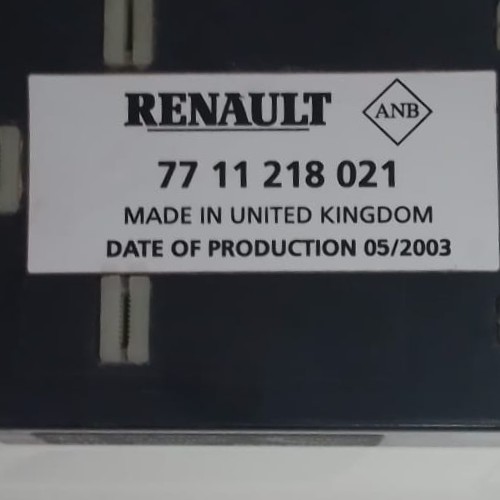 RENAULT ANB
77 11 218 021
MADE IN UNITED KINGDOM
DATE OF PRODUCTION 05/2003